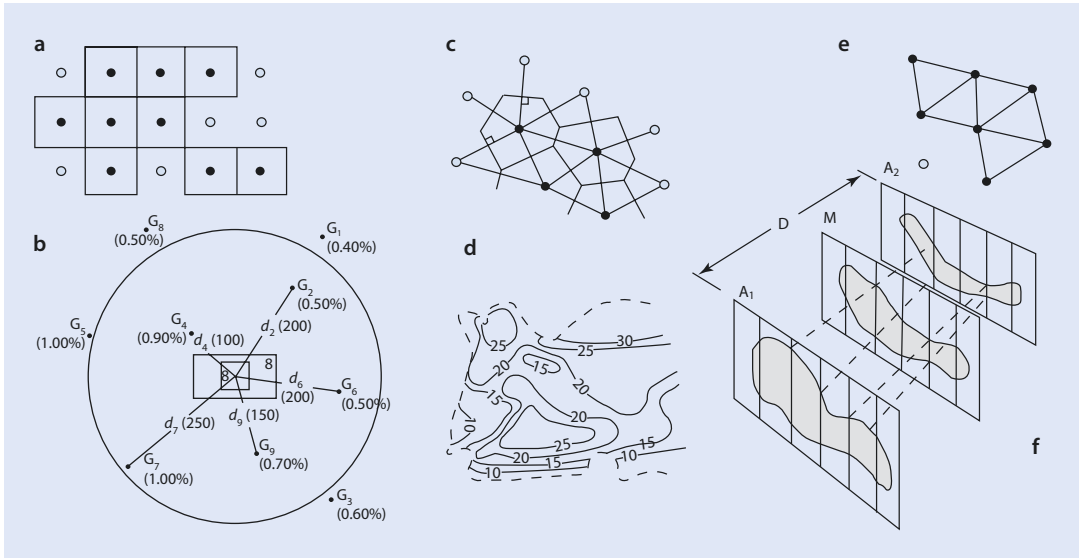 a
b
G8
(0.50%)
G1
(0.40%)
G2
(0.50%)
d2 (200)
G4
(0.90%)
d4 (100)
G5
(1.00%)
8
8
d6
(200)
G6
(0.50%)
d9 (150)
d7 (250)
G9
(0.70%)
G7
(1.00%)
G3
(0.60%)
c
d
30
25
25
20
15
20
15
10
20
25
20
15
10
15
10
e
f
A2
D
M
A1